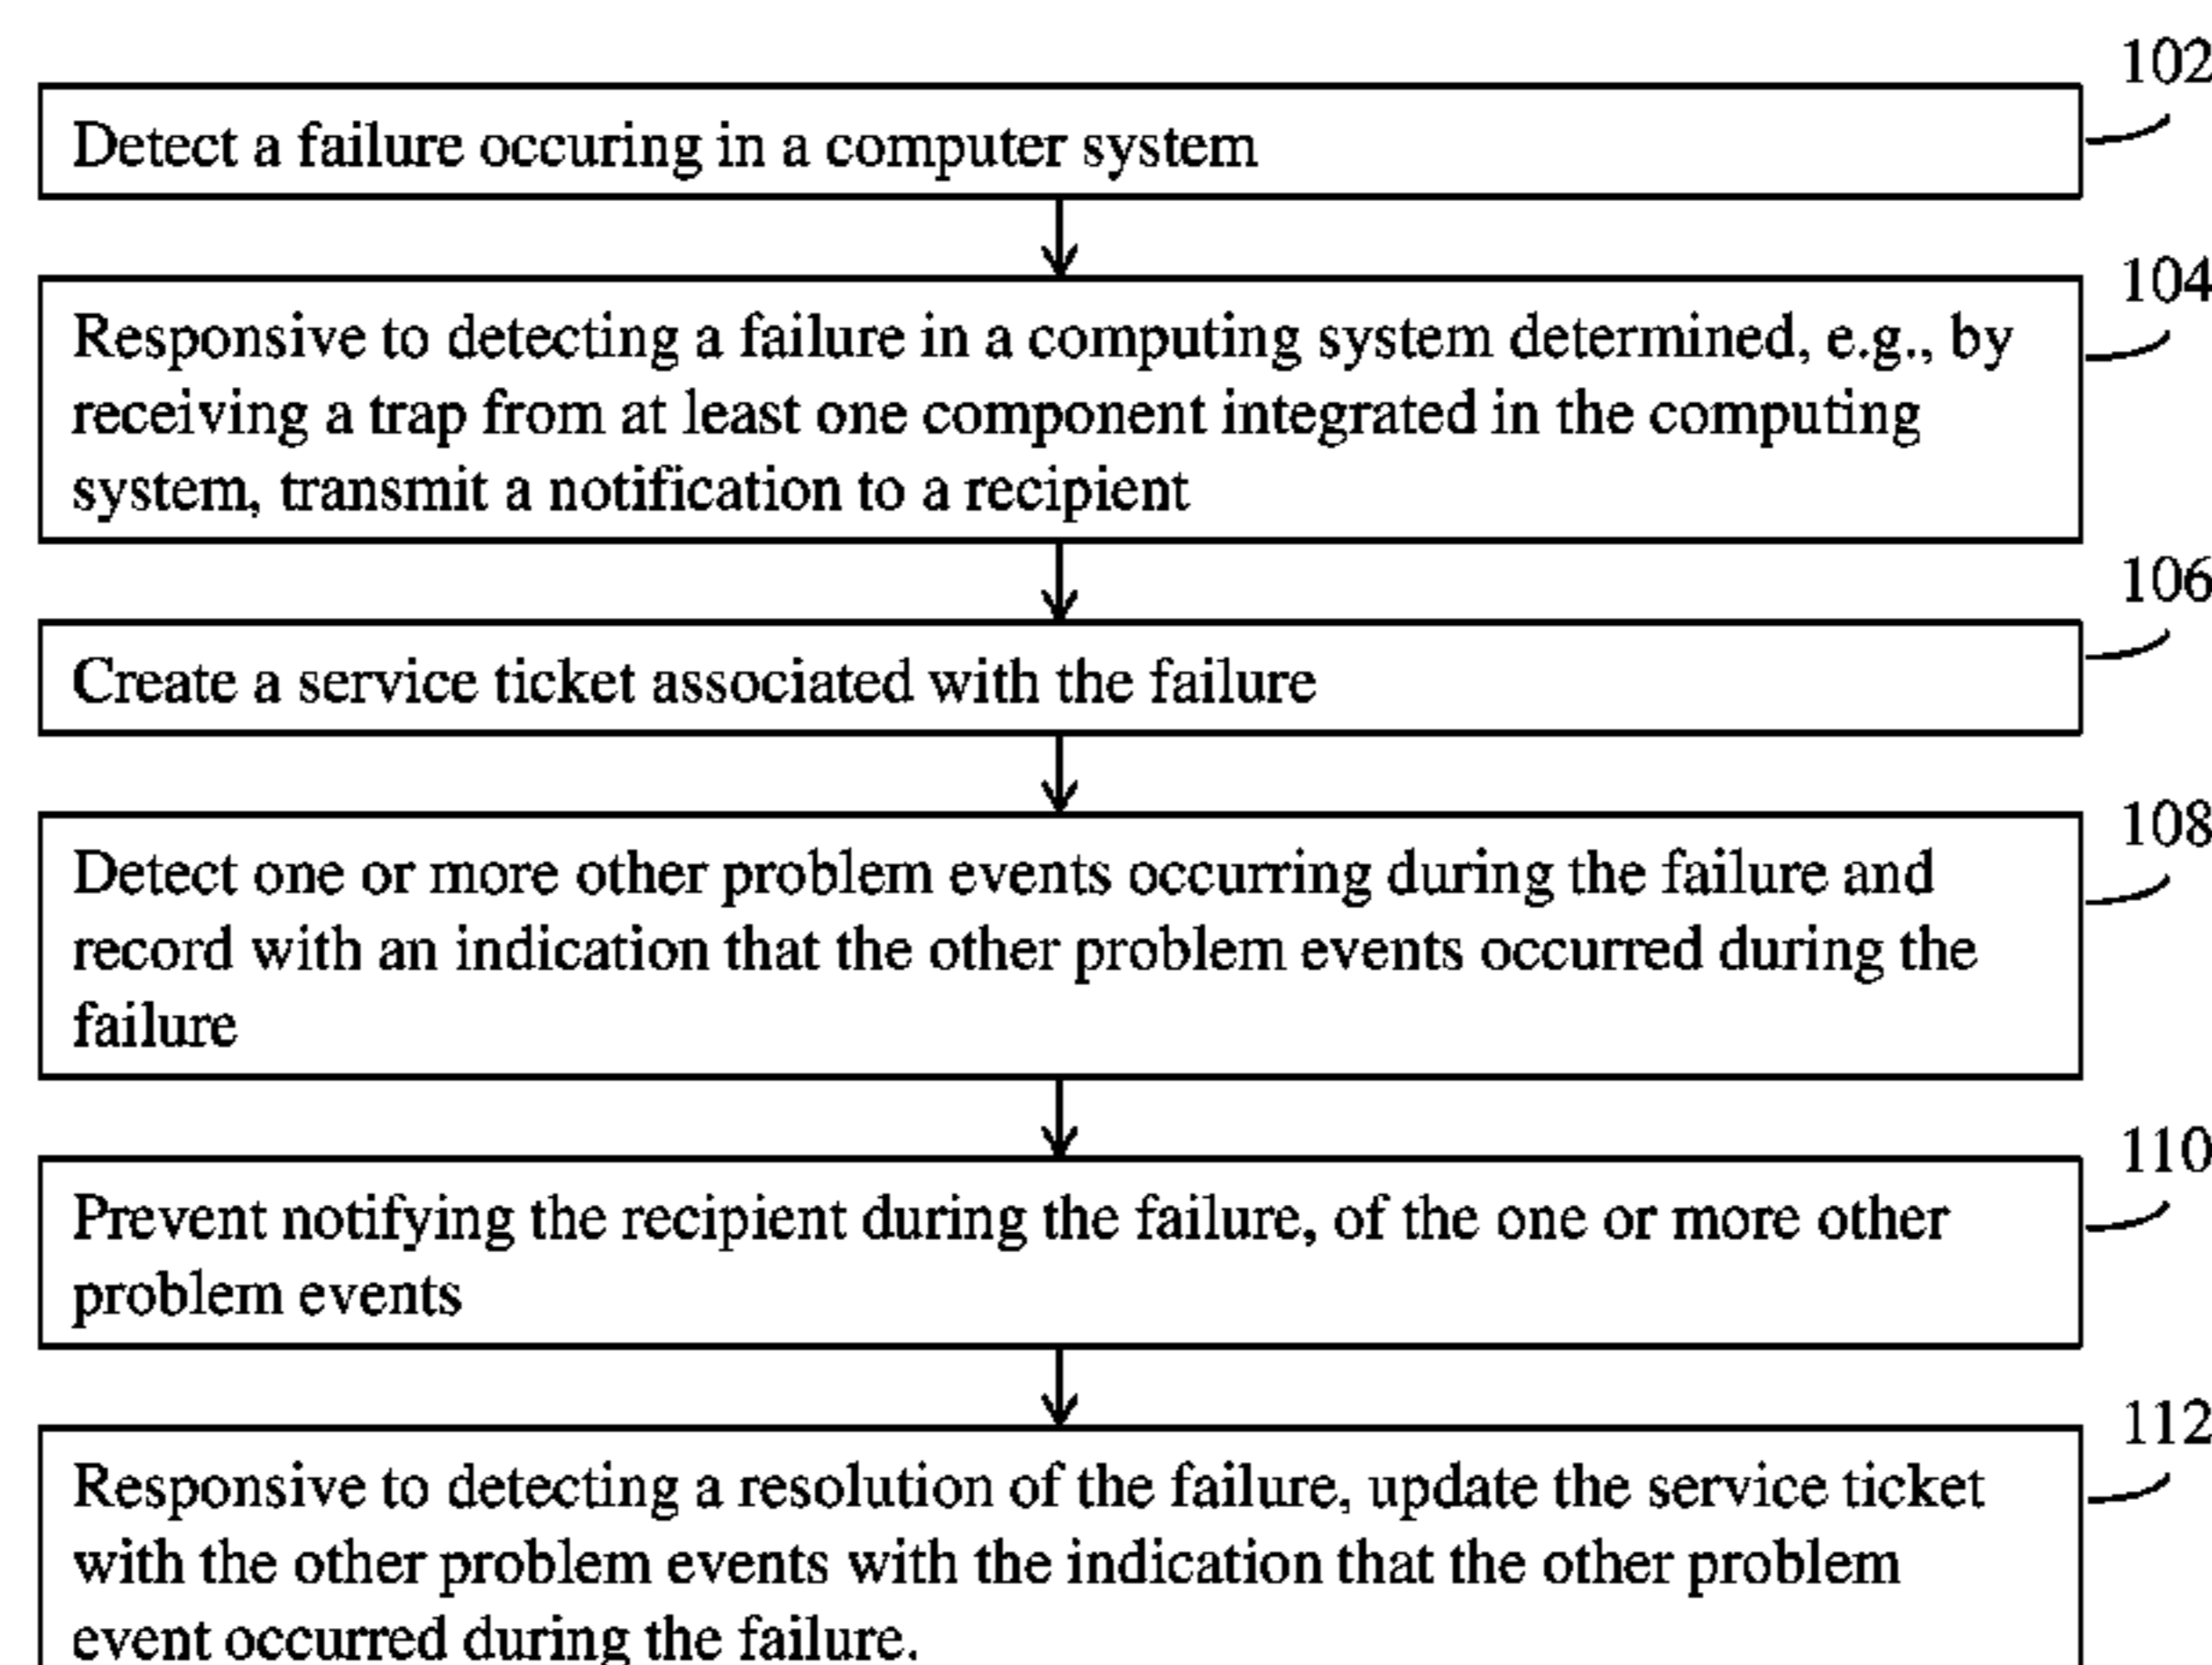 102
Detect a failure occuring in a computer system
104
Responsive to detecting a failure in a computing system determined, e.g., by
receiving a trap from at least one component integrated in the computing
system, transmit a notification to a recipient
106
Create a service ticket associated with the failure
108
Detect one or more other problem events occurring during the failure and
record with an indication that the other problem events occurred during the
failure
110
Prevent notifying the recipient during the failure, of the one or more other
problem events
112
Responsive to detecting a resolution of the failure, update the service ticket
with the other problem events with the indication that the other problem
event occurred during the failure.